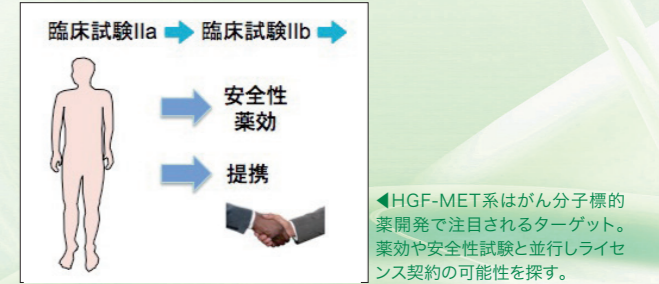 臨床試験IIa 臨床試験IIb
安全性
薬効
提携
◀HGF-MET系はがん分子標的
薬開発で注目されるターゲット。
薬効や安全性試験と並行しライセ
ンス契約の可能性を探す。